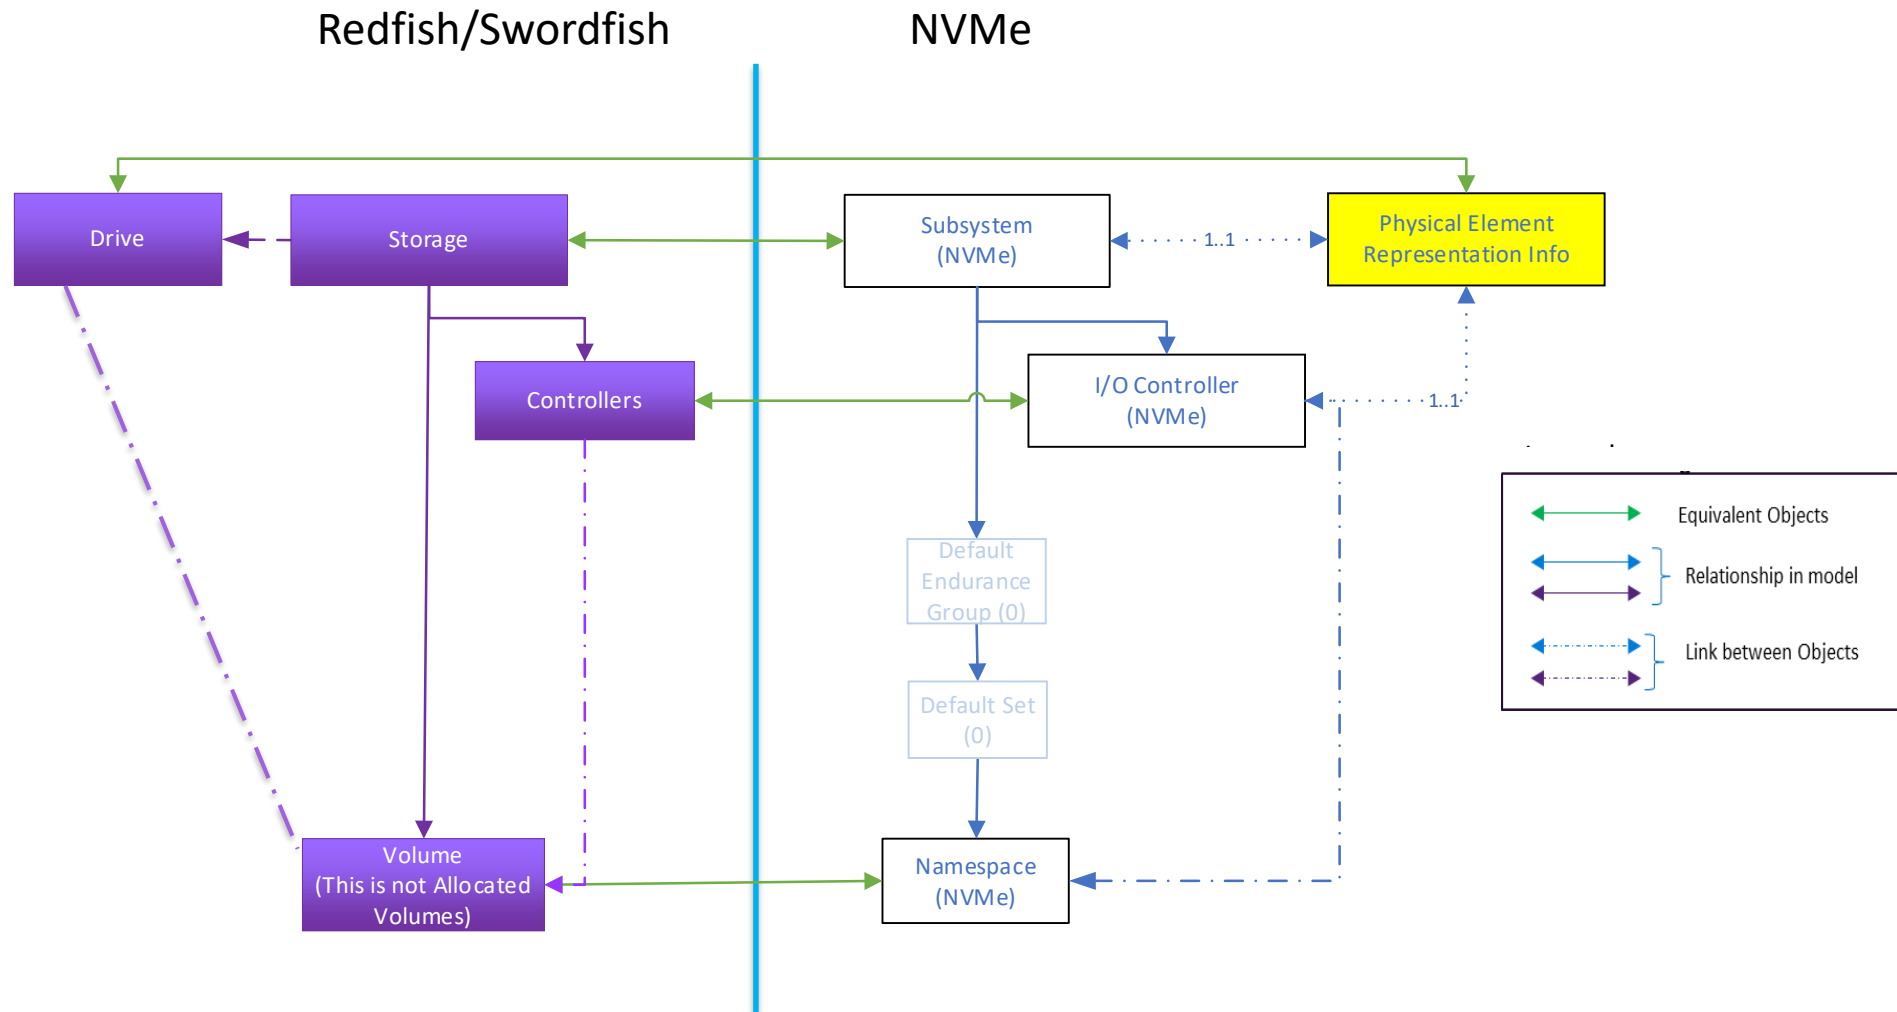 Redfish/Swordfish
NVMe
Drive
Storage
Subsystem
(NVMe)
1..1
Physical Element
Representation Info
Controllers
I/O Controller
(NVMe)
1..1
Equivalent Objects
Relationship in model
Link between Objects
Default
Endurance
Group (0)
Default Set
(0)
Volume
(This is not Allocated
Volumes)
Namespace
(NVMe)